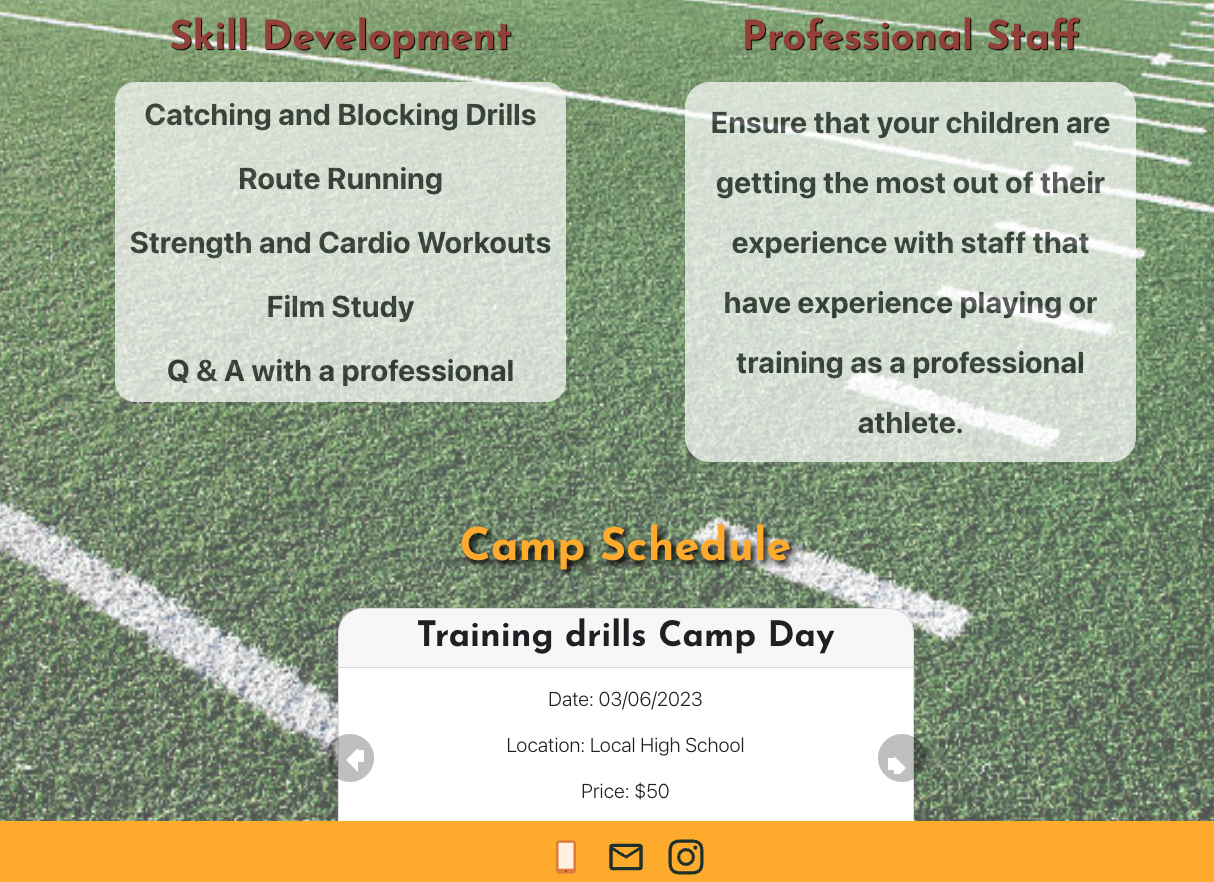 Skill Development
Catching and Blocking Drills
Route Running
Strength and Cardio Workouts
Film Study
Q & A with a professional
Professional Staff
Ensure that your children are
getting the most out of their
experience with staff that
have experience playing or
training as a professional
athlete.
Camp Schedule
Training drills Camp Day
Date: 03/06/2023
Location: Local High School
Price: $50